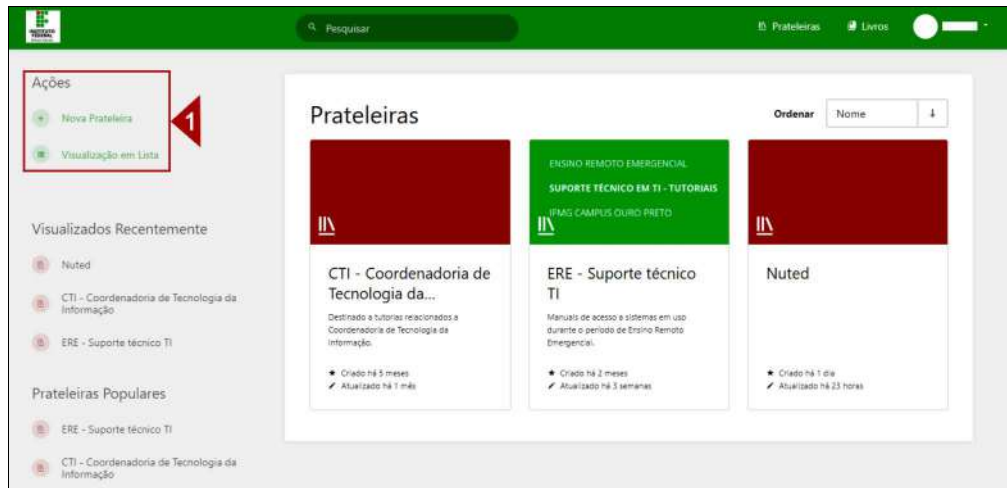 INSTITUTO
FEDERAL
Pesquisar
Prateleiras
Livros
Ações
Nova Prateleira
Visualização em Lista
1
Visualizados Recentemente
Nuted
CTI - Coordenadoria de Tecnologia da
Informação
ERE - Suporte técnico TI
Prateleiras Populares
ERE - Suporte técnico TI
CTI - Coordenadoria de Tecnologia da
Informação
Prateleiras
Ordenar
Nome
CTI - Coordenadoria de
Tecnologia da...
Destinado a tutorias relacionados a
Coordenadoria de Tecnologia da
Informação.
Criado há 5 meses
Atualizado há 1 mês
ENSINO REMOTO EMERGENCIAL
SUPORTE TÉCNICO EM TI - TUTORIAIS
IFMG CAMPUS OURO PRETO
ERE - Suporte técnico
TI
Manuais de acesso a sistemas em uso
durante o período de Ensino Remoto
Emergencial.
Criado há 2 meses
Atualizado há 3 semanas
Nuted
Criado há 1 dia
Atualizado há 23 horas